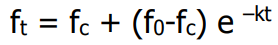 fₜ = f꜀ + (f₀-f꜀) e ⁻ᵏᵗ